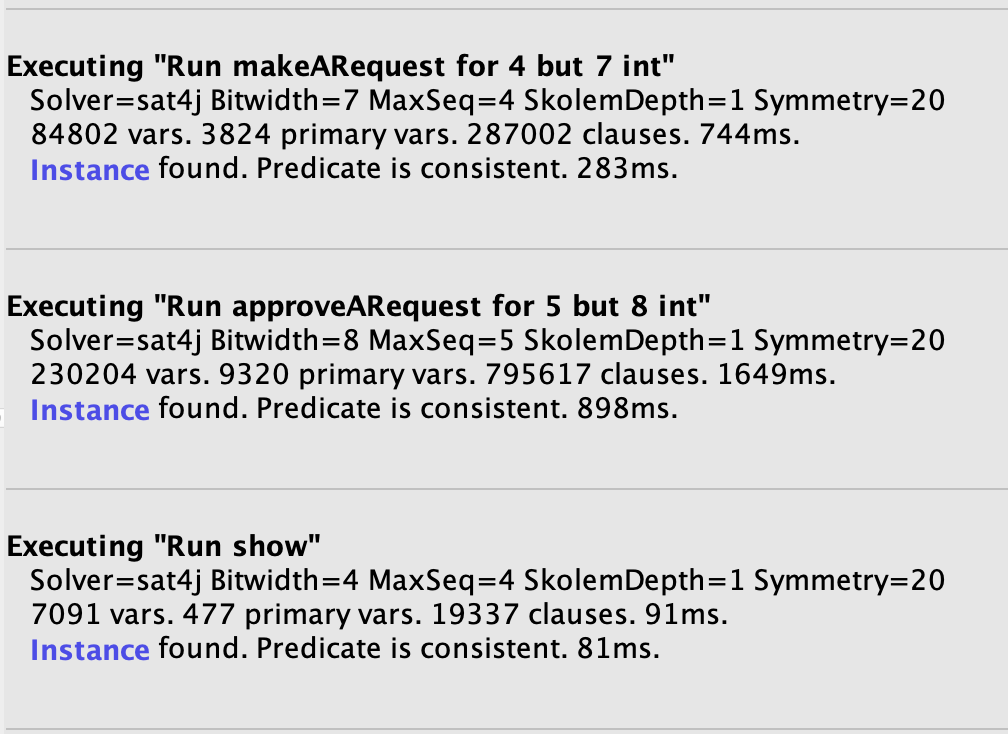 Executing "Run makeARequest for 4 but 7 int"
Solver=sat4j Bitwidth=7 MaxSeq=4 SkolemDepth=1 Symmetry=20
84802 vars. 3824 primary vars. 287002 clauses. 744ms.
Instance found. Predicate is consistent. 283ms.
Executing "Run approveARequest for 5 but 8 int"
Solver=sat4j Bitwidth=8 MaxSeq=5 SkolemDepth=1 Symmetry=20
230204 vars. 9320 primary vars. 795617 clauses. 1649ms.
Instance found. Predicate is consistent. 898ms.
Executing "Run show"
Solver=sat4j Bitwidth=4 MaxSeq=4 SkolemDepth=1 Symmetry=20
7091 vars. 477 primary vars. 19337 clauses. 91ms.
Instance found. Predicate is consistent. 81ms.